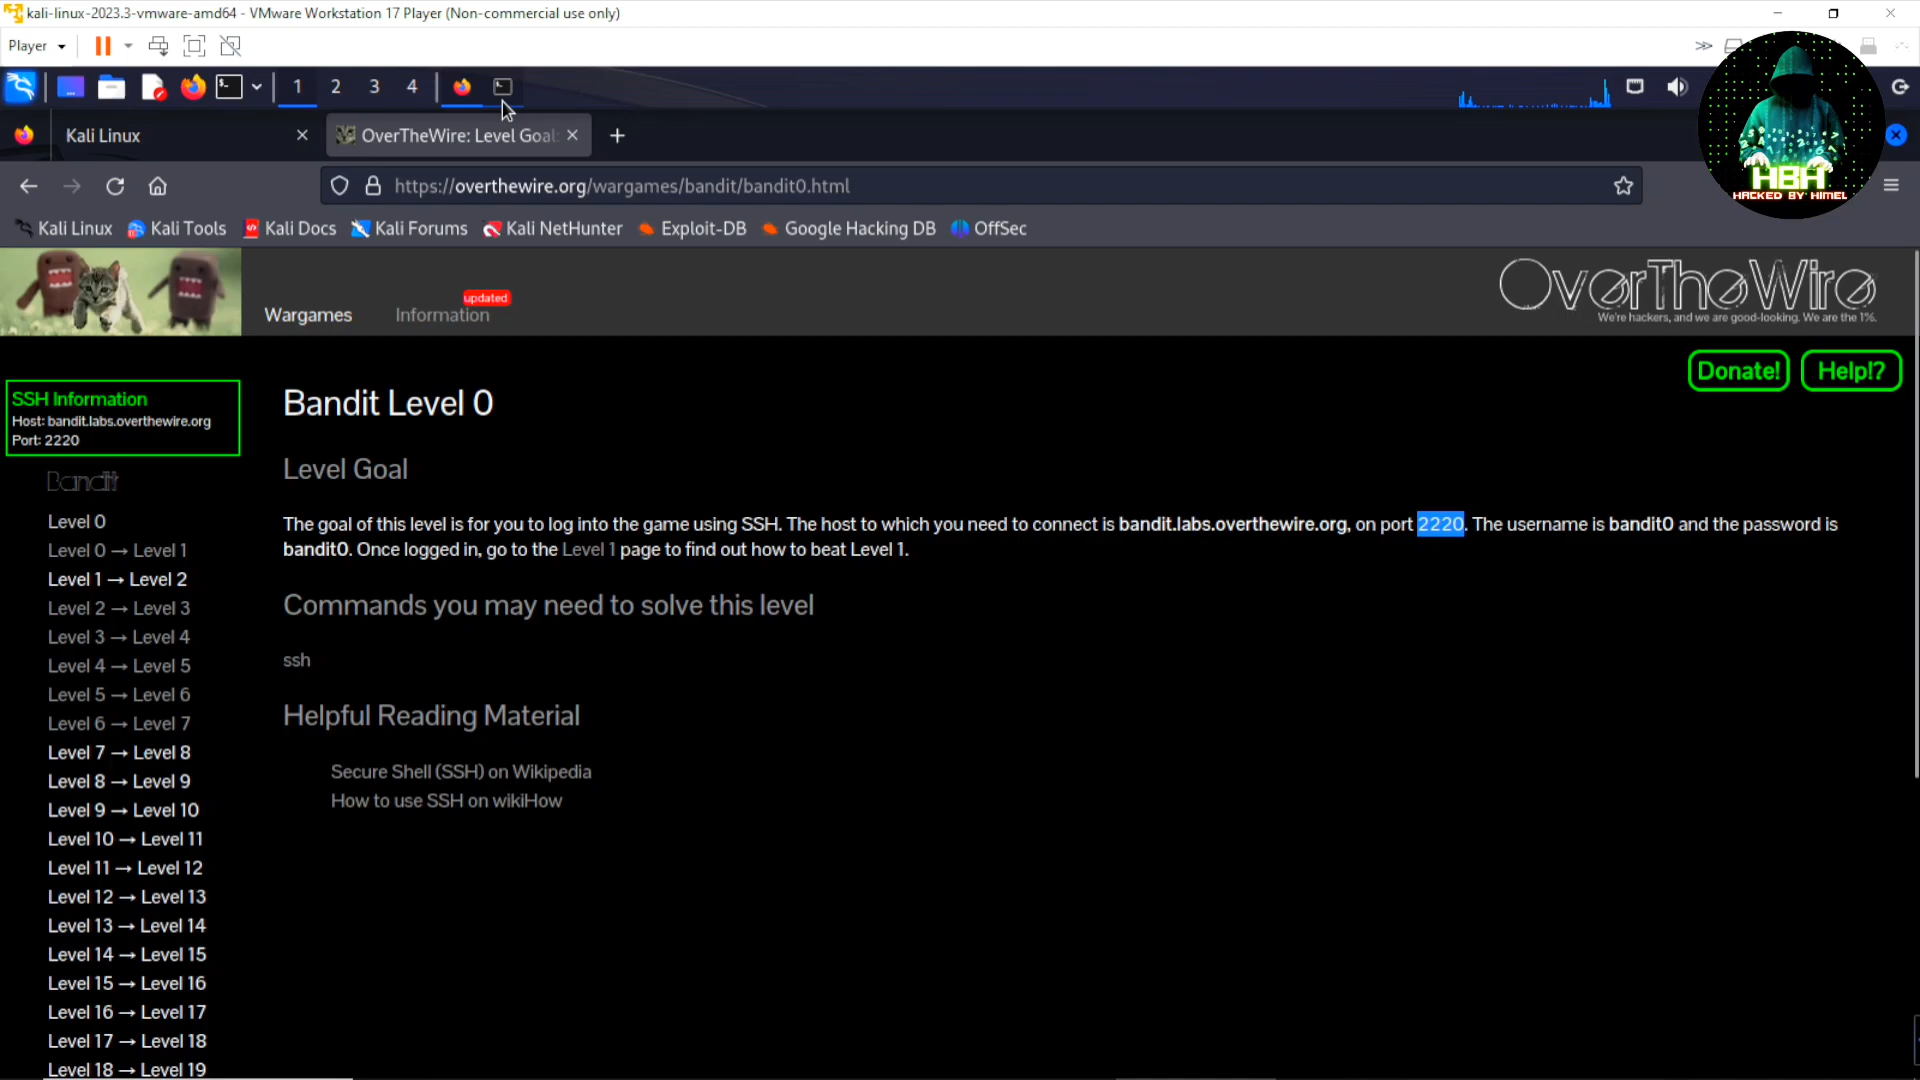 kali-linux-2023.3-vmware-amd64 - VMware Workstation 17 Player (Non-commercial use only)
Player
1 2 3 4
Kali Linux
OverTheWire: Level Goal:
https://overthewire.org/wargames/bandit/bandit0.html
Kali Linux Kali Tools Kali Docs Kali Forums Kali NetHunter Exploit-DB Google Hacking DB OffSec
HBH
HACKED BY HIMEL
Wargames
Information
updated
OverTheWire
We're hackers, and we are good-looking. We are the 1%.
Donate!
Help!?
SSH Information
Host: bandit.labs.overthewire.org
Port: 2220
Bandit
Level 0
Level 0 → Level 1
Level 1 → Level 2
Level 2 → Level 3
Level 3 → Level 4
Level 4 → Level 5
Level 5 → Level 6
Level 6 → Level 7
Level 7 → Level 8
Level 8 → Level 9
Level 9 → Level 10
Level 10 → Level 11
Level 11 → Level 12
Level 12 → Level 13
Level 13 → Level 14
Level 14 → Level 15
Level 15 → Level 16
Level 16 → Level 17
Level 17 → Level 18
Level 18 → Level 19
Bandit Level 0
Level Goal
The goal of this level is for you to log into the game using SSH. The host to which you need to connect is bandit.labs.overthewire.org, on port 2220. The username is bandit0 and the password is
bandit0. Once logged in, go to the Level 1 page to find out how to beat Level 1.
Commands you may need to solve this level
ssh
Helpful Reading Material
Secure Shell (SSH) on Wikipedia
How to use SSH on wikiHow